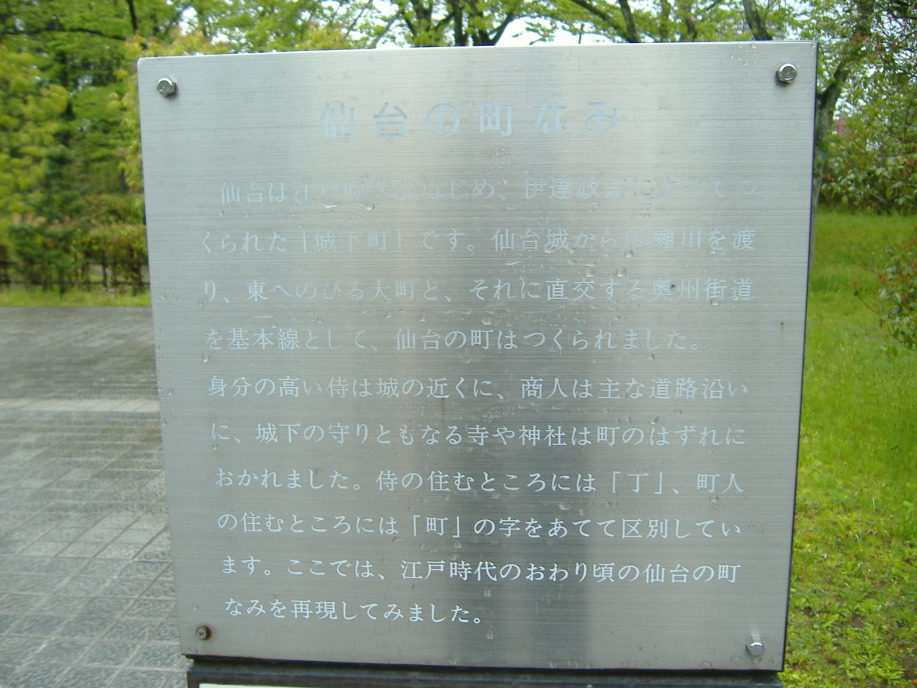 仙台の町なみ
仙台は江戸時代のはじめ、伊達政宗によってつ
くられた「城下町」です。仙台城から広瀬川を渡
り、東へのびる大町と、それに直交する奥州街道
を基本線として、仙台の町はつくられました。
身分の高い侍は城の近くに、商人は主な道路沿い
に、城下の守りともなる寺や神社は町のはずれに
おかれました。侍の住むところには「丁」、町人
の住むところには「町」の字をあてて区別してい
ます。ここでは、江戸時代のおわり頃の仙台の町
なみを再現してみました。